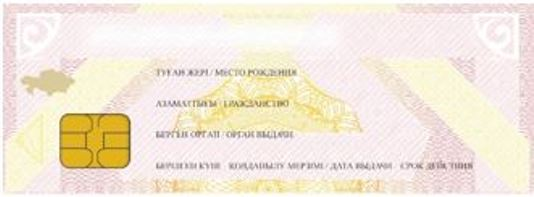 ТУҒАН ЖЕРІ / МЕСТО РОЖДЕНИЯ
АЗАМАТТЫҒЫ / ГРАЖДАНСТВО
БЕРГЕН ОРГАН / ОРГАН ВЫДАЧИ
БЕРІЛГЕН КҮНІ - ҚОЛДАНЫЛУ МЕРЗІМІ / ДАТА ВЫДАЧИ - СРОК ДЕЙСТВИЯ